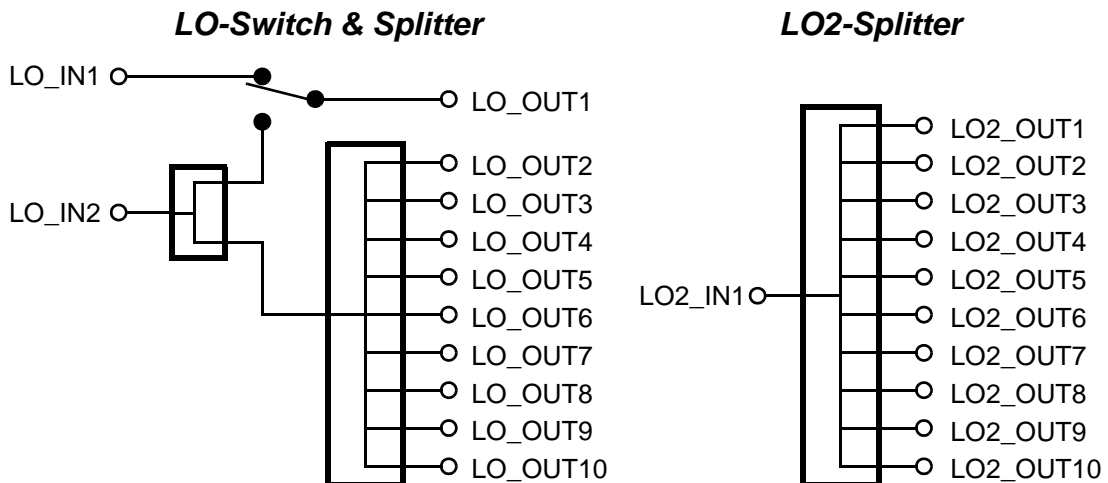 LO-Switch & Splitter
LO_IN1
LO_OUT1
LO_OUT2
LO_IN2
LO_OUT3
LO_OUT4
LO_OUT5
LO_OUT6
LO_OUT7
LO_OUT8
LO_OUT9
LO_OUT10
LO2-Splitter
LO2_IN1
LO2_OUT1
LO2_OUT2
LO2_OUT3
LO2_OUT4
LO2_OUT5
LO2_OUT6
LO2_OUT7
LO2_OUT8
LO2_OUT9
LO2_OUT10